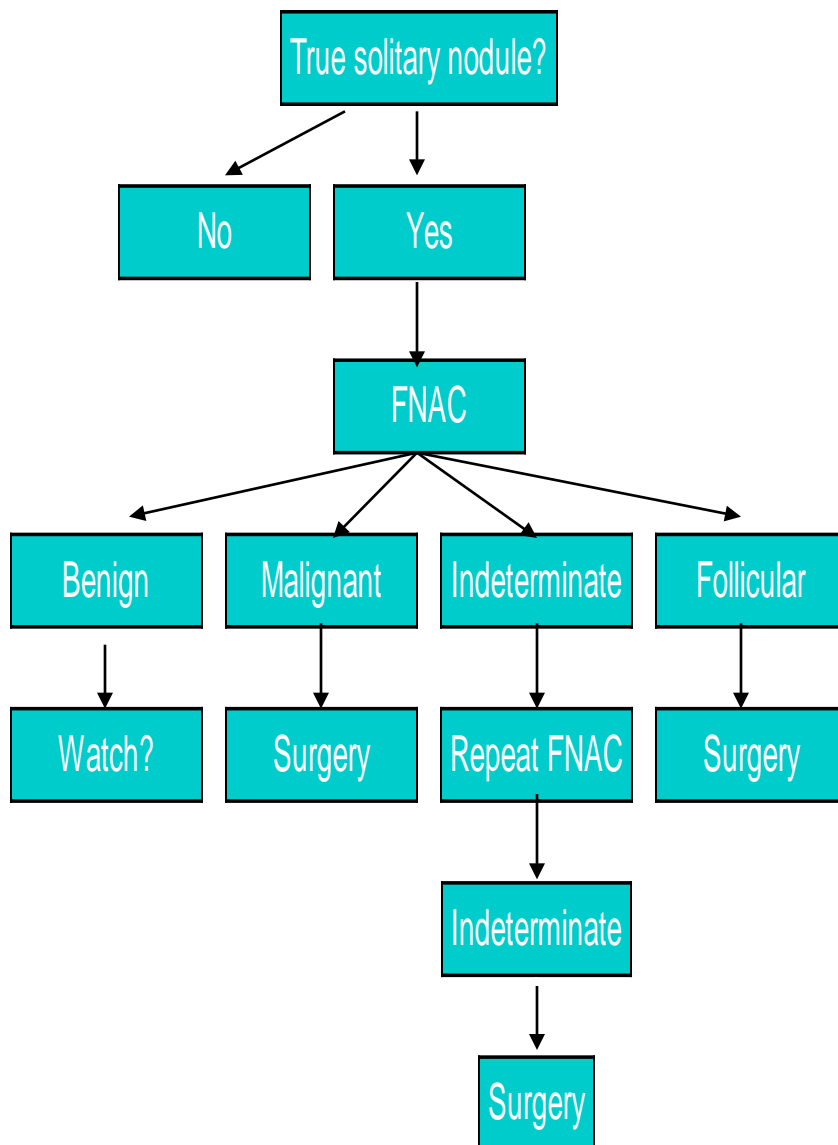 True solitary nodule?
No
Yes
FNAC
Benign
Malignant
Indeterminate
Follicular
Watch?
Surgery
Repeat FNAC
Surgery
Indeterminate
Surgery